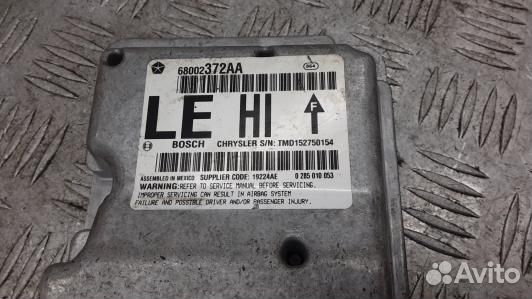 68002372AA
864
LE HI F
BOSCH CHRYSLER S/N: TMD152750154
ASSEMBLED IN MEXICO SUPPLIER CODE: 19224AE 0 285 010 053
WARNING:REFER TO SERVICE MANUAL BEFORE SERVICING.
IMPROPER SERVICING CAN RESULT IN AIRBAG SYSTEM
FAILURE AND POSSIBLE DRIVER AND/OR PASSENGER INJURY.
Avito